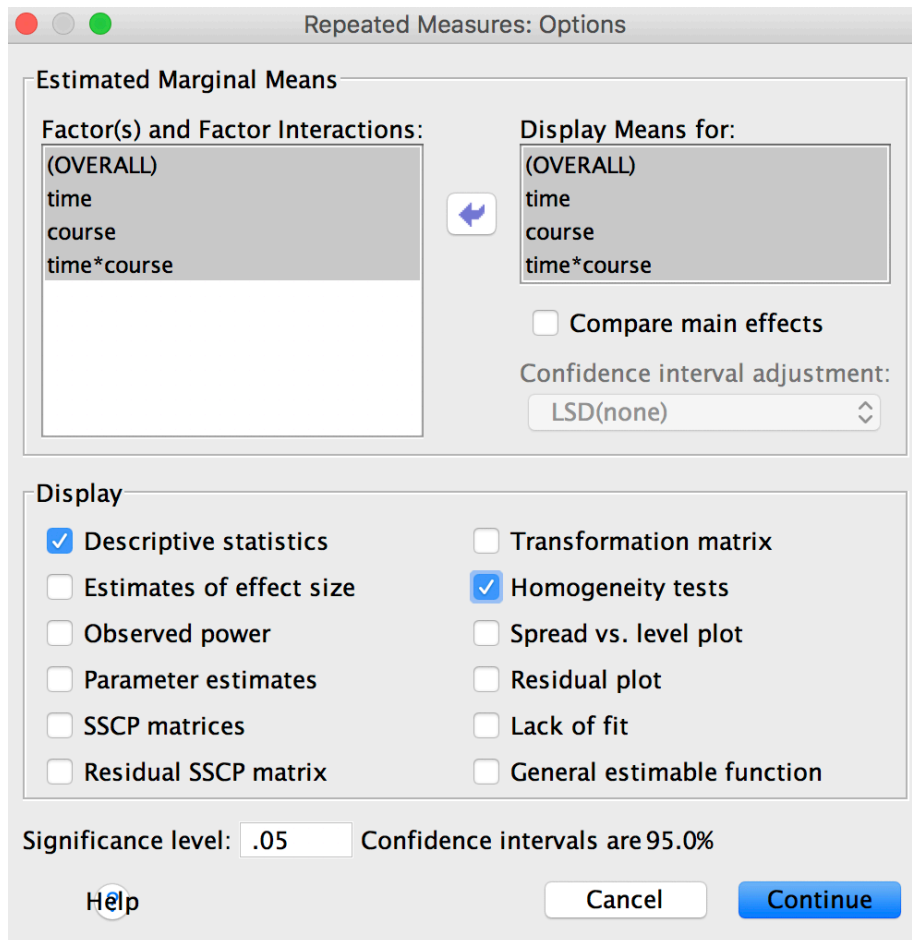 Repeated Measures: Options
Estimated Marginal Means
Factor(s) and Factor Interactions:
(OVERALL)
time
course
time*course
Display Means for:
(OVERALL)
time
course
time*course
Compare main effects
Confidence interval adjustment:
LSD(none)
Display
Descriptive statistics
Estimates of effect size
Observed power
Parameter estimates
SSCP matrices
Residual SSCP matrix
Transformation matrix
Homogeneity tests
Spread vs. level plot
Residual plot
Lack of fit
General estimable function
Significance level: .05 Confidence intervals are 95.0%
Help ? Cancel Continue